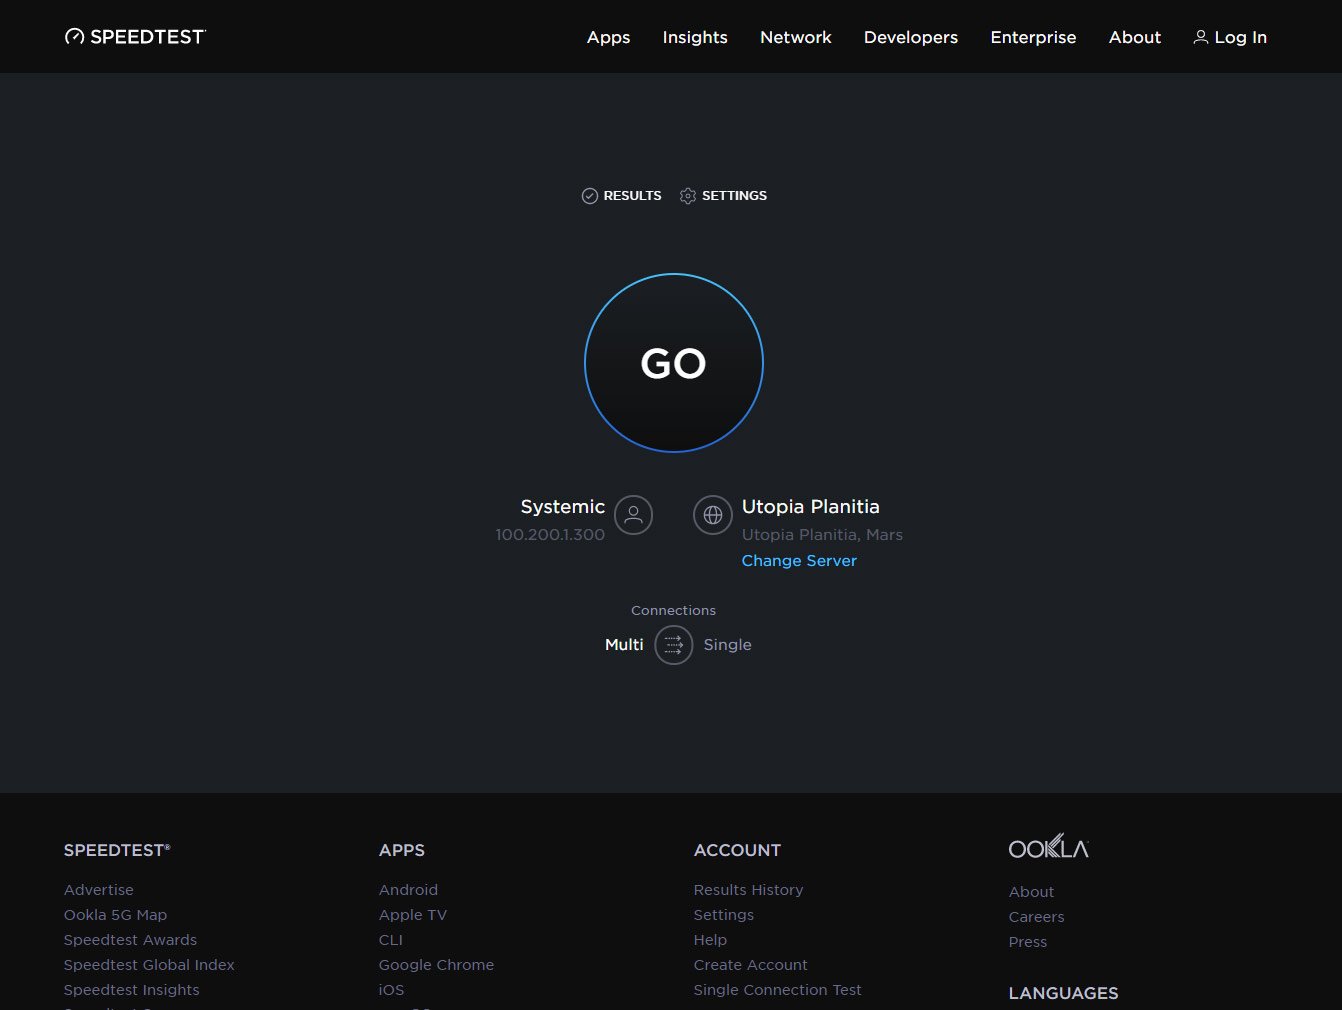 SPEEDTEST
Apps Insights Network Developers Enterprise About Log In
RESULTS SETTINGS
GO
Systemic
100.200.1.300
Utopia Planitia
Utopia Planitia, Mars
Change Server
Connections
Multi Single
SPEEDTEST®
Advertise
Ookla 5G Map
Speedtest Awards
Speedtest Global Index
Speedtest Insights
APPS
Android
Apple TV
CLI
Google Chrome
iOS
ACCOUNT
Results History
Settings
Help
Create Account
Single Connection Test
OOKLA
About
Careers
Press
LANGUAGES